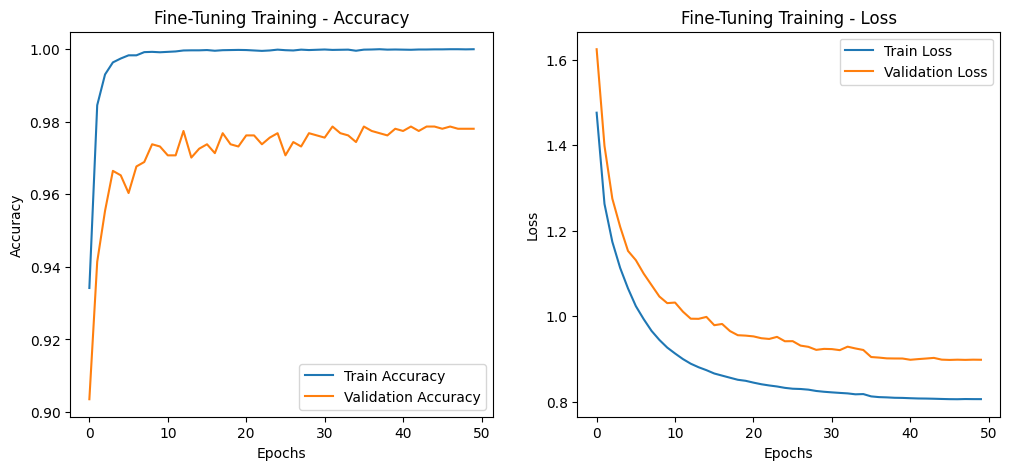 Fine-Tuning Training - Accuracy
1.00
0.98
0.96
0.94
0.92
0.90
Accuracy
0 10 20 30 40 50
Epochs
Train Accuracy
Validation Accuracy
Fine-Tuning Training - Loss
1.6
1.4
1.2
1.0
0.8
Loss
0 10 20 30 40 50
Epochs
Train Loss
Validation Loss